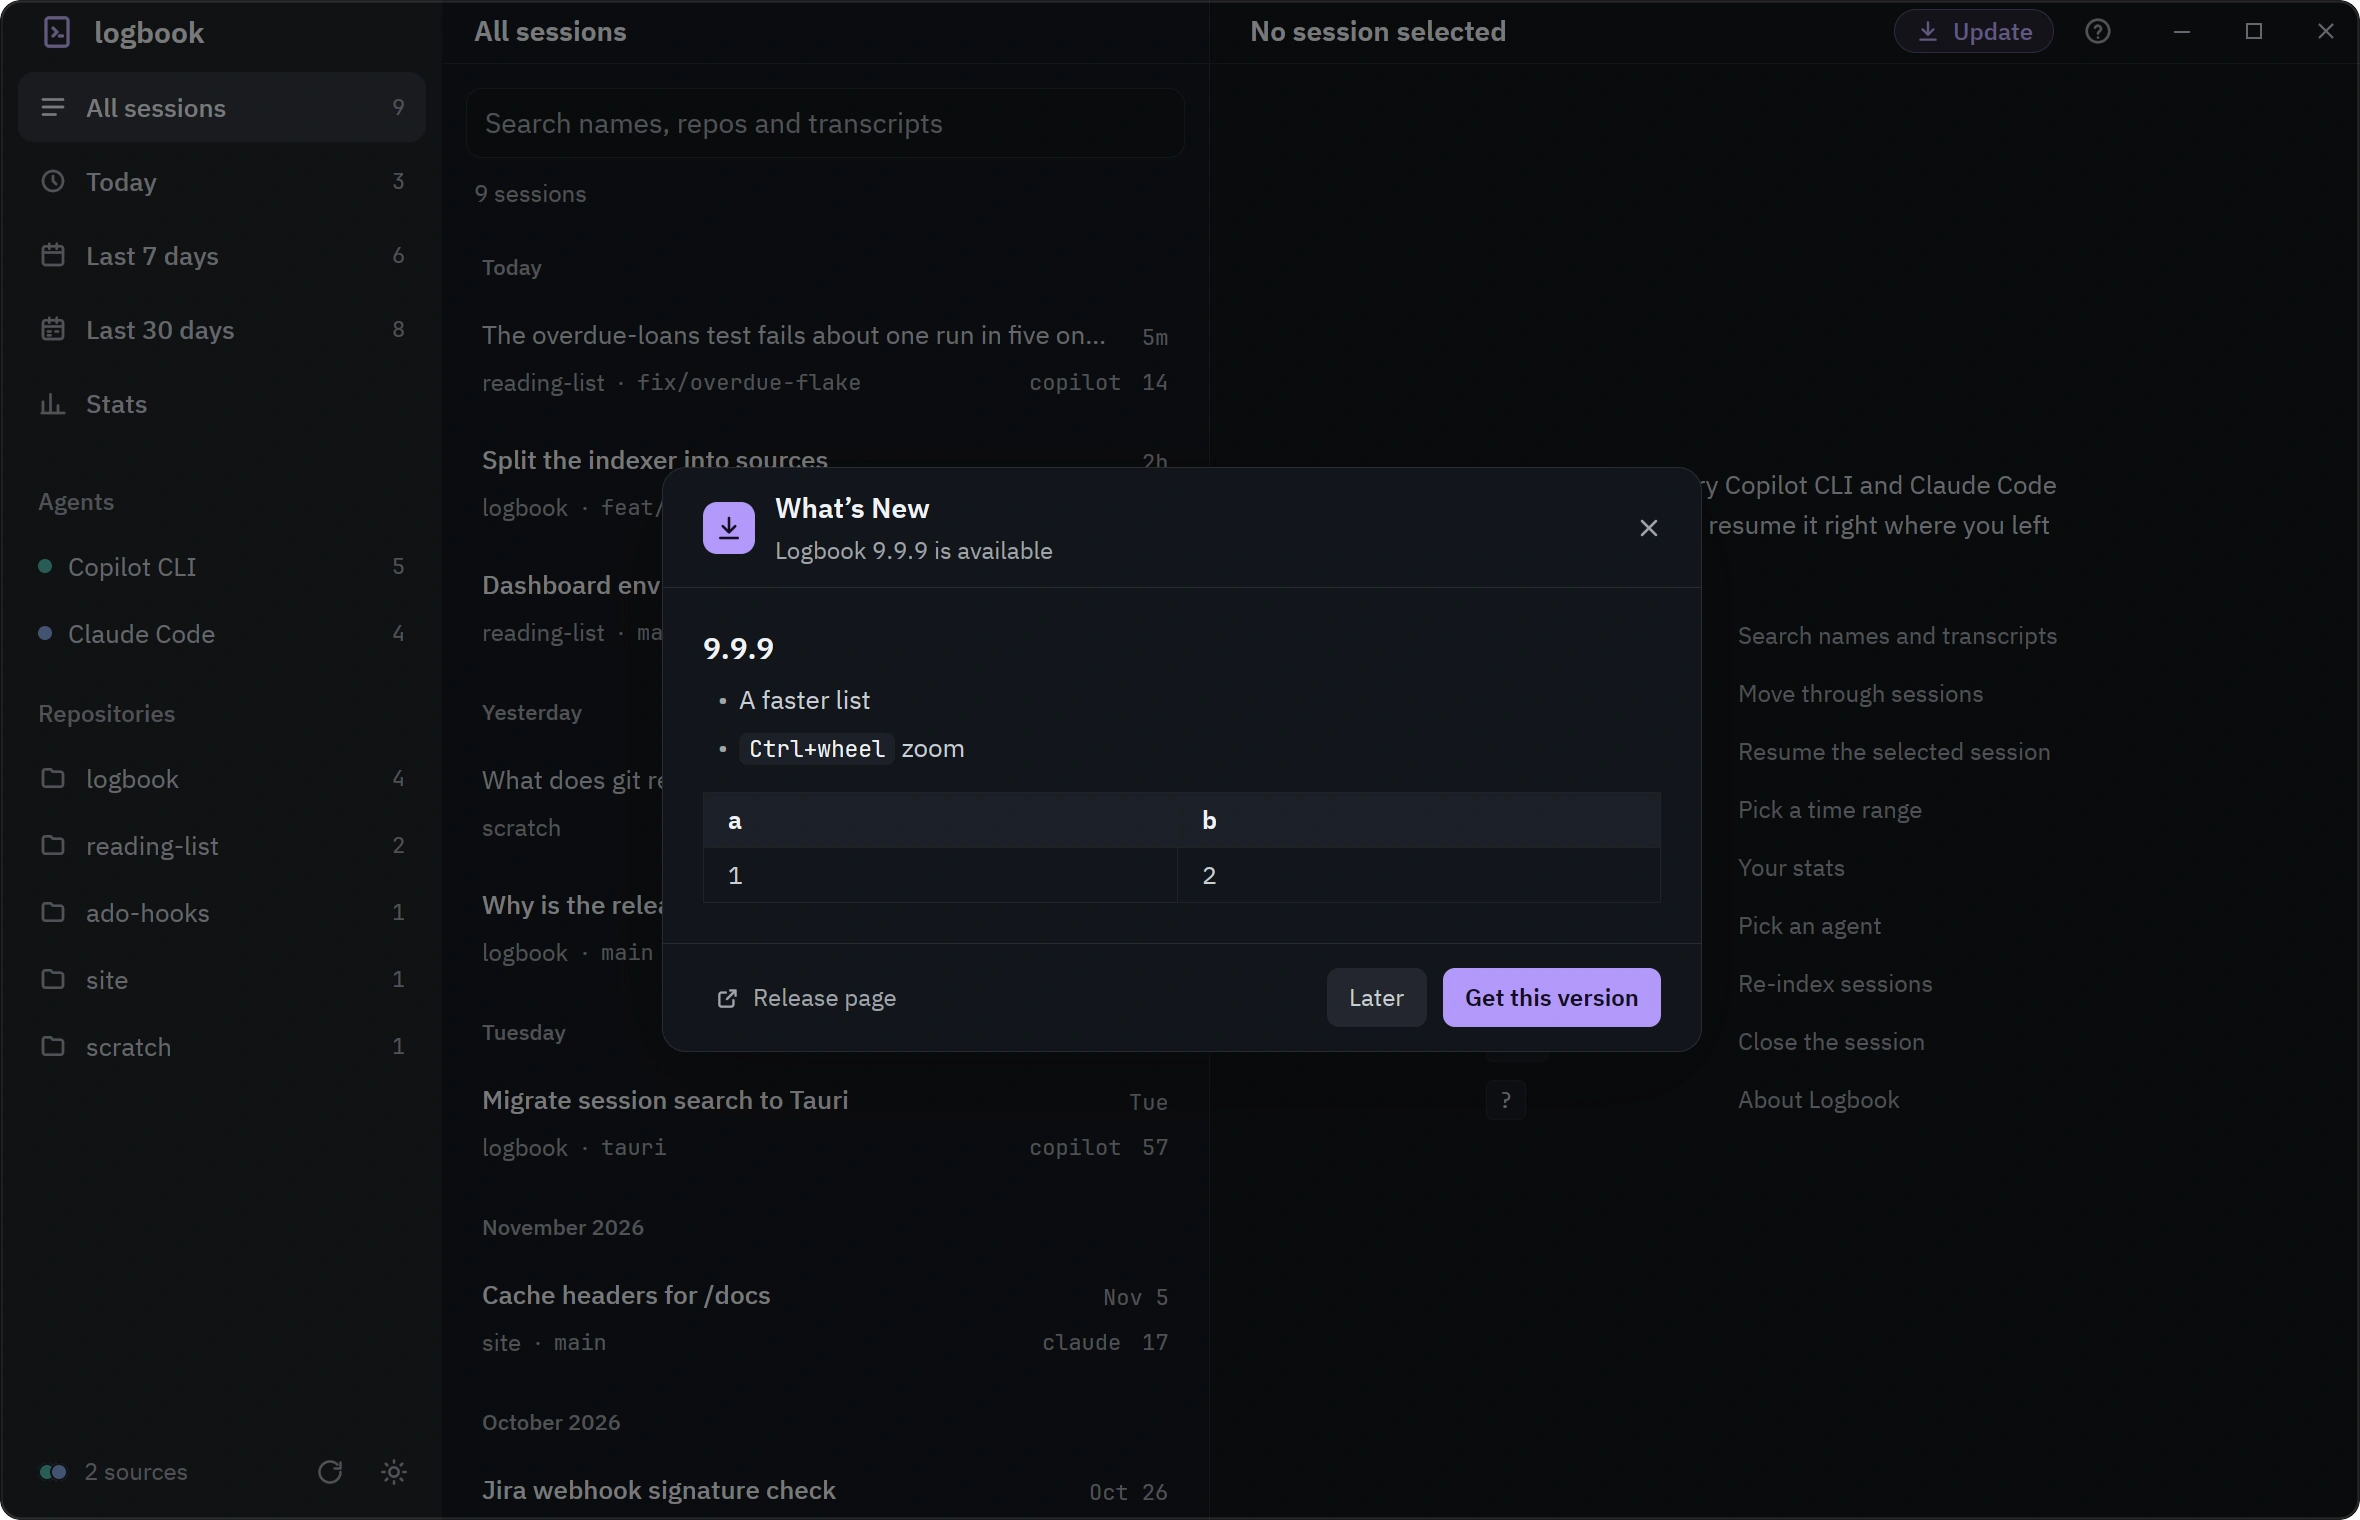 logbook
All sessions 9
Today 3
Last 7 days 6
Last 30 days 8
Stats
Agents
Copilot CLI 5
Claude Code 4
Repositories
logbook 4
reading-list 2
ado-hooks 1
site 1
scratch 1
2 sources
All sessions
Search names, repos and transcripts
9 sessions
Today
The overdue-loans test fails about one run in five on... 5m
reading-list · fix/overdue-flake copilot 14
Split the indexer into sources 2h
logbook · feat/
Dashboard env
reading-list ·
Yesterday
What does git
scratch
Why is the
logbook · main
Tuesday
Migrate session search to Tauri Tue
logbook · tauri copilot 57
November 2026
Cache headers for /docs Nov 5
site · main claude 17
October 2026
Jira webhook signature check Oct 26
No session selected
Update
Copilot CLI and Claude Code
resume it right where you left
Search names and transcripts
Move through sessions
Resume the selected session
Pick a time range
Your stats
Pick an agent
Re-index sessions
Close the session
? About Logbook
What’s New
Logbook 9.9.9 is available
9.9.9
• A faster list
• Ctrl+wheel zoom
a b
1 2
Release page
Later
Get this version